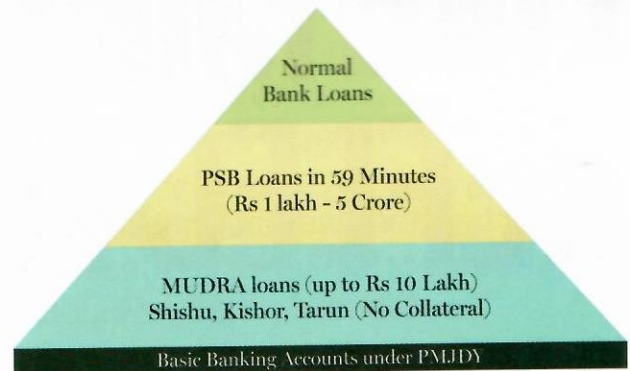 Normal
Bank Loans
PSB Loans in 59 Minutes
(Rs 1 lakh - 5 Crore)
MUDRA loans (up to Rs 10 Lakh)
Shishu, Kishor, Tarun (No Collateral)
Basic Banking Accounts under PMJDY